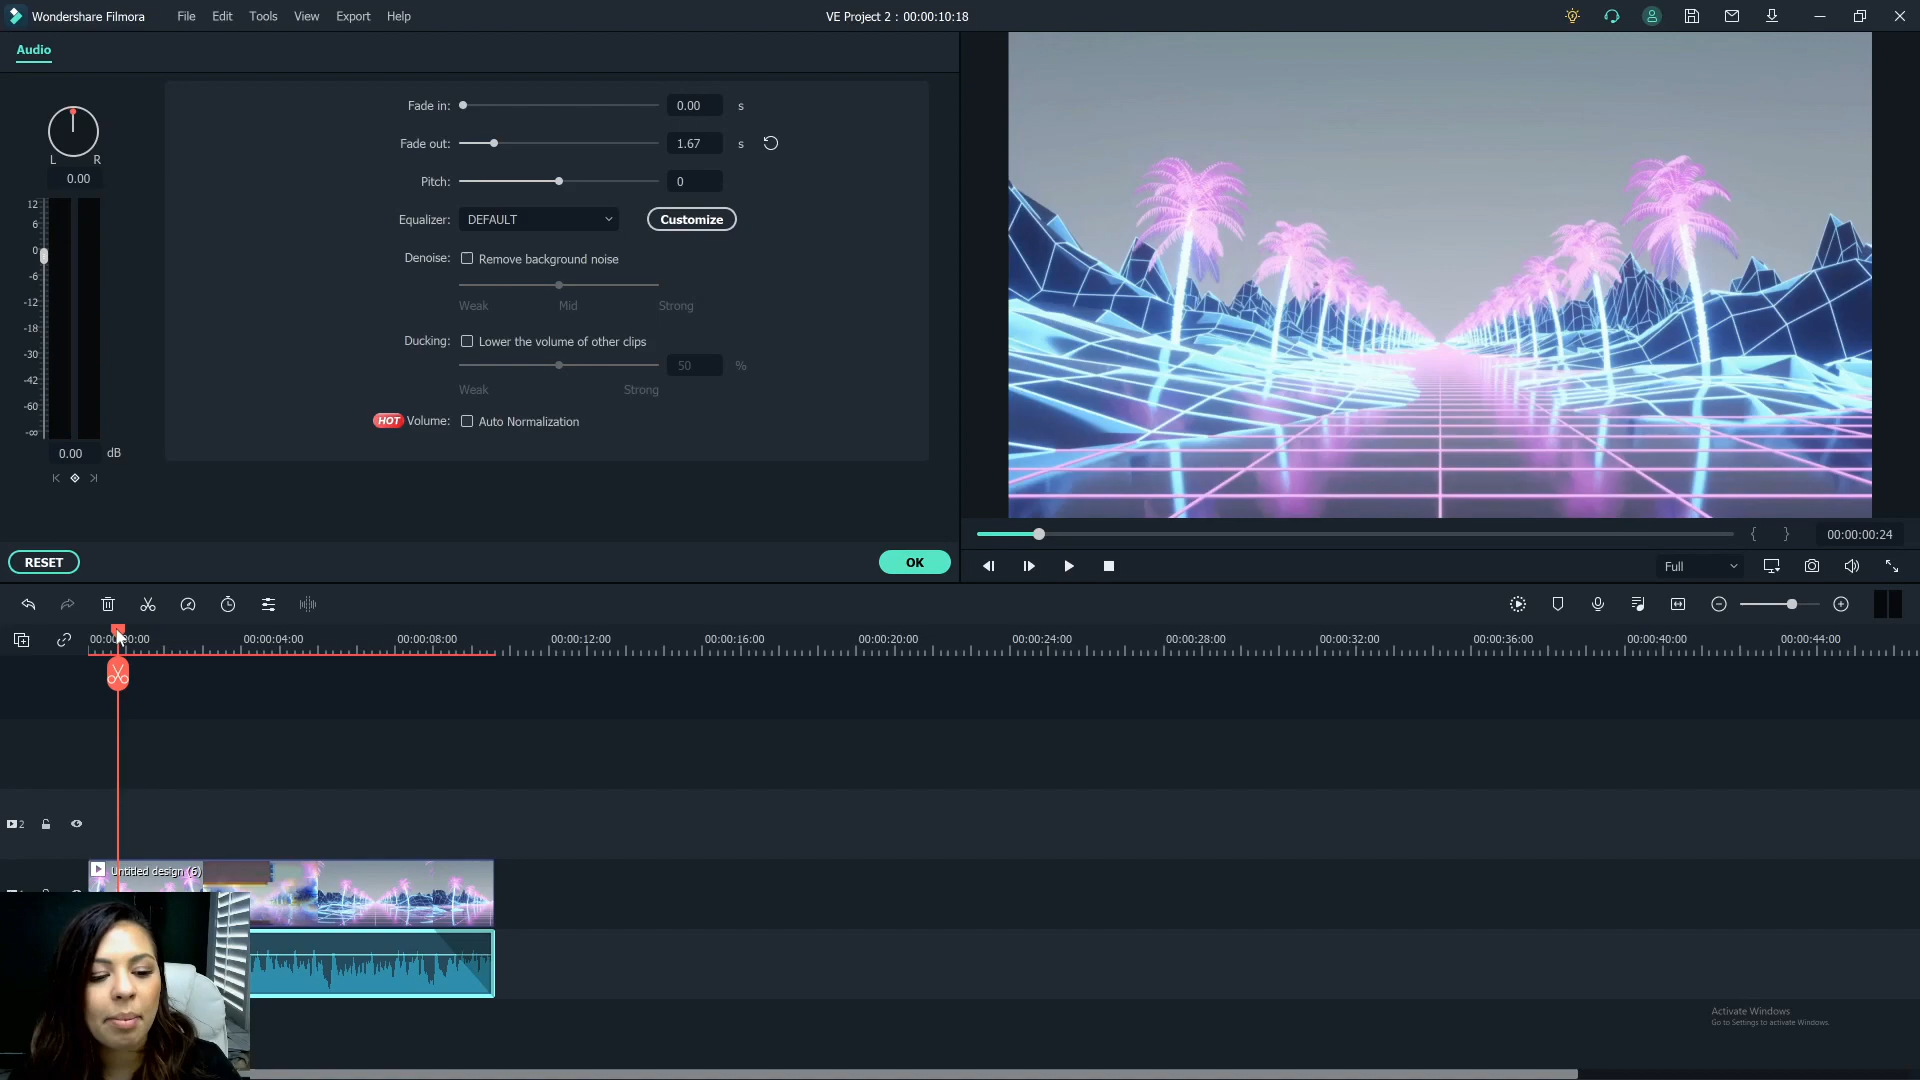 Wondershare Filmora File Edit Tools View Export Help VE Project 2 : 00:00:10:18
Audio
Fade in: 0.00 s
Fade out: 1.67 s
Pitch: 0
Equalizer: DEFAULT Customize
Denoise: Remove background noise
Weak Mid Strong
Ducking: Lower the volume of other clips
50 %
Weak Strong
HOT Volume: Auto Normalization
L R
0.00
12
6
0
-6
-12
-18
-30
-42
-60
-∞
0.00 dB
RESET OK
00:00:00:24
Full
00:00:00:00 00:00:04:00 00:00:08:00 00:00:12:00 00:00:16:00 00:00:20:00 00:00:24:00 00:00:28:00 00:00:32:00 00:00:36:00 00:00:40:00 00:00:44:00
2
Untitled design (6)
Activate Windows
Go to Settings to activate Windows.